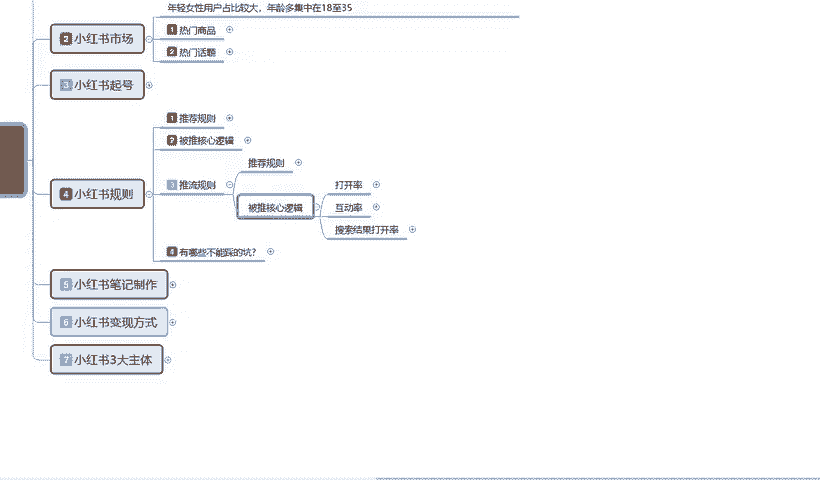 年轻女性用户占比较大，年龄多集中在18至35
2 小红书市场
1 热门商品
2 热门话题
3 小红书起号
4 小红书规则
1 推荐规则
2 被推核心逻辑
3 推流规则
推荐规则
被推核心逻辑
打开率
互动率
搜索结果打开率
4 有哪些不能踩的坑?
5 小红书笔记制作
6 小红书变现方式
7 小红书3大主体